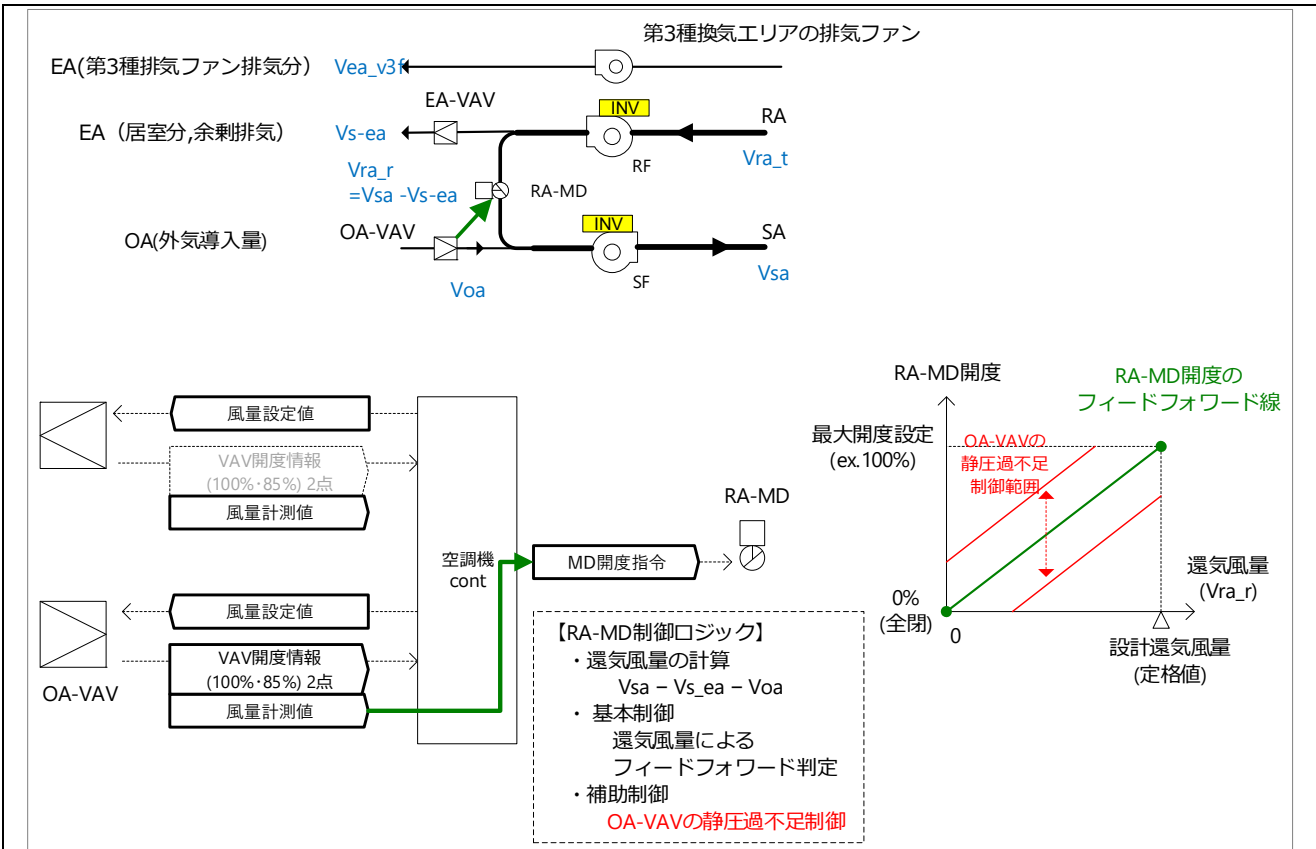 第3種換気エリアの排気ファン
EA(第3種排気ファン排気分）
Vea_v3f
EA-VAV
INV
RA
EA（居室分,余剰排気）
Vs-ea
RF
Vra_t
Vra_r
=Vsa -Vs-ea
RA-MD
INV
OA(外気導入量)
OA-VAV
SA
SF
Voa
Vsa
風量設定値
VAV開度情報
(100%･85%) 2点
風量計測値
空調機
cont
風量設定値
VAV開度情報
(100%･85%) 2点
風量計測値
OA-VAV
MD開度指令
RA-MD
【RA-MD制御ロジック】
・還気風量の計算
Vsa – Vs_ea – Voa
・ 基本制御
還気風量による
フィードフォワード判定
・補助制御
OA-VAVの静圧過不足制御
RA-MD開度
RA-MD開度の
フィードフォワード線
最大開度設定
(ex.100%)
OA-VAVの
静圧過不足
制御範囲
0%
(全閉)
0
還気風量
(Vra_r)
設計還気風量
(定格値)